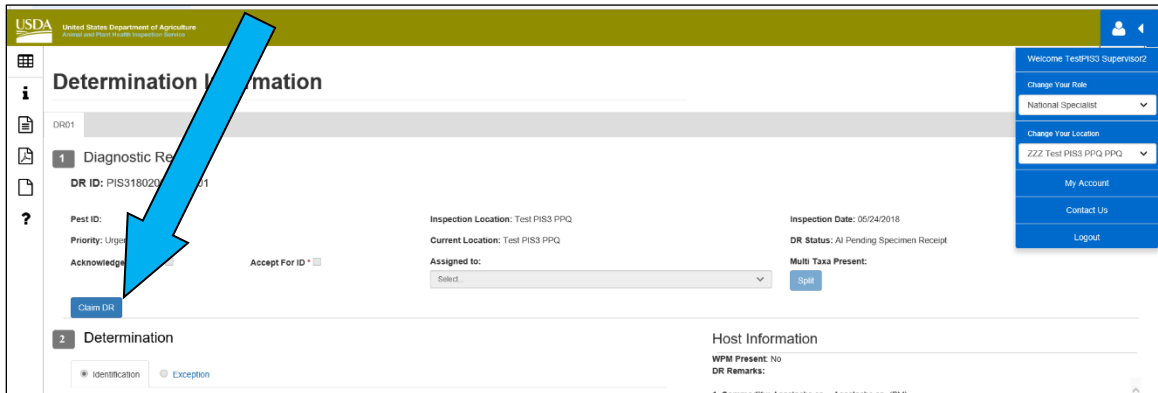 USDA
United States Department of Agriculture
Animal and Plant Health Inspection Service
Welcome TestPIS3 Supervisor2
Change Your Role
National Specialist
Change Your Location
ZZZ Test PIS3 PPQ PPQ
My Account
Contact Us
Logout
Determination Information
DR01
1 Diagnostic Re
DR ID: PIS318020 01
Pest ID:
Inspection Location: Test PIS3 PPQ
Inspection Date: 05/24/2018
Priority: Urge
Current Location: Test PIS3 PPQ
DR Status: AI Pending Specimen Receipt
Acknowledge
Accept For ID *
Assigned to:
Multi Taxa Present:
Select...
Split
Claim DR
2 Determination
Host Information
WPM Present: No
DR Remarks:
Identification
Exception